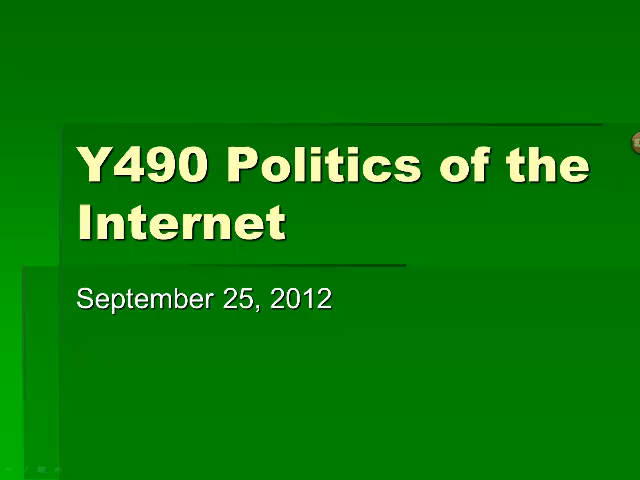 Y490 Politics of the
Internet
September 25, 2012